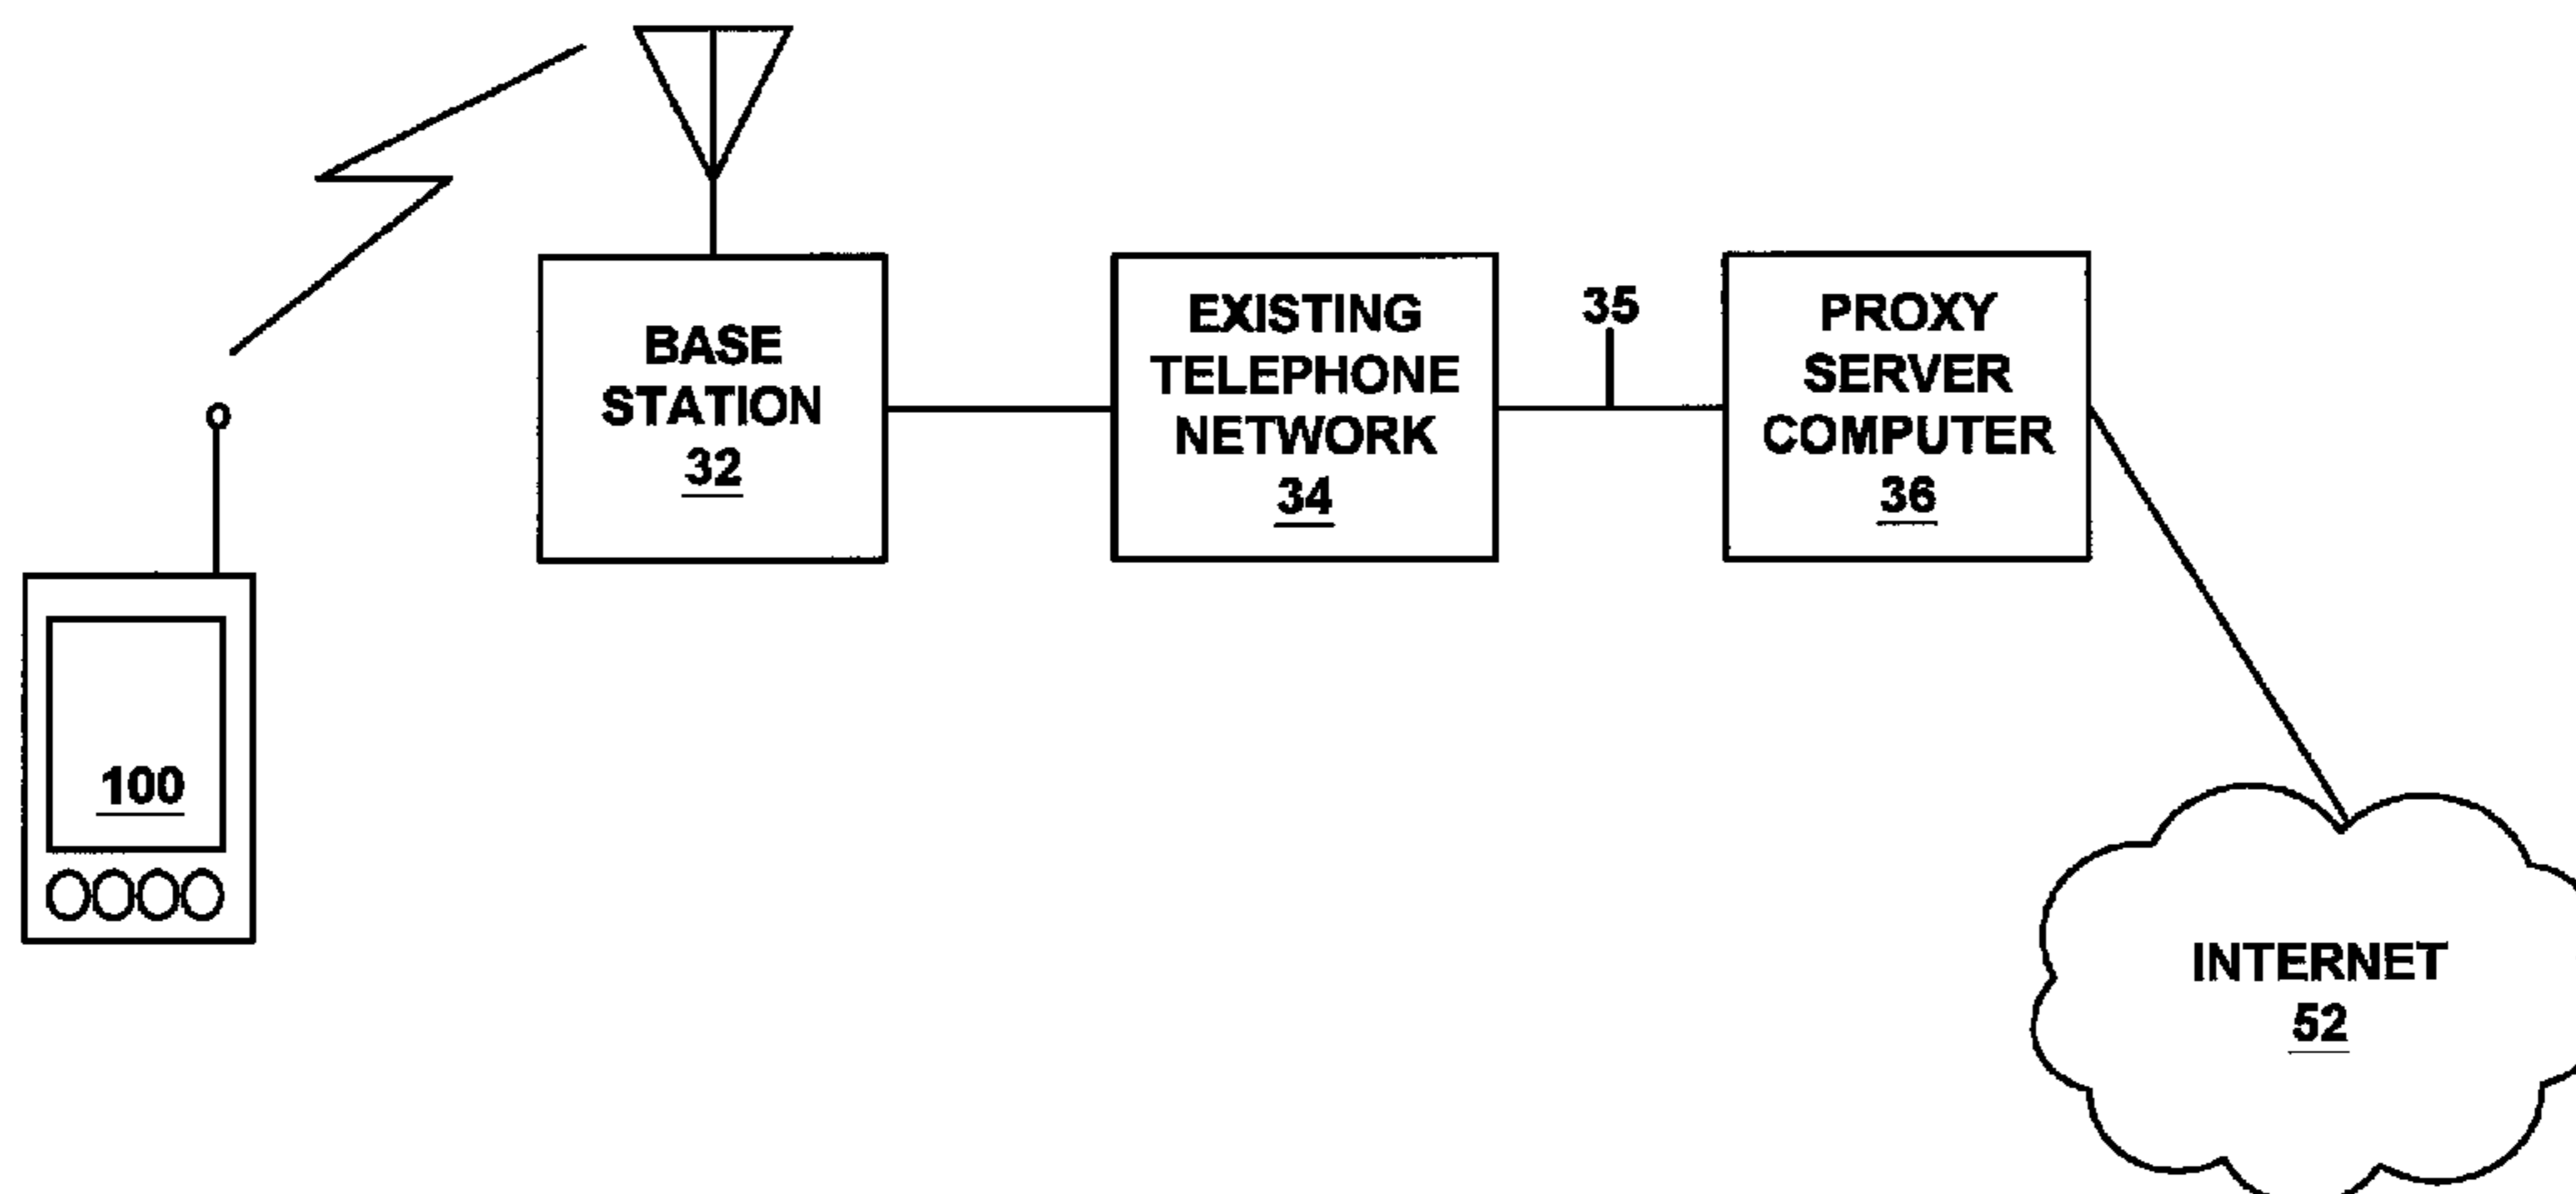 BASE
STATION
32
EXISTING
TELEPHONE
NETWORK
34
35
PROXY
SERVER
COMPUTER
36
100
INTERNET
52